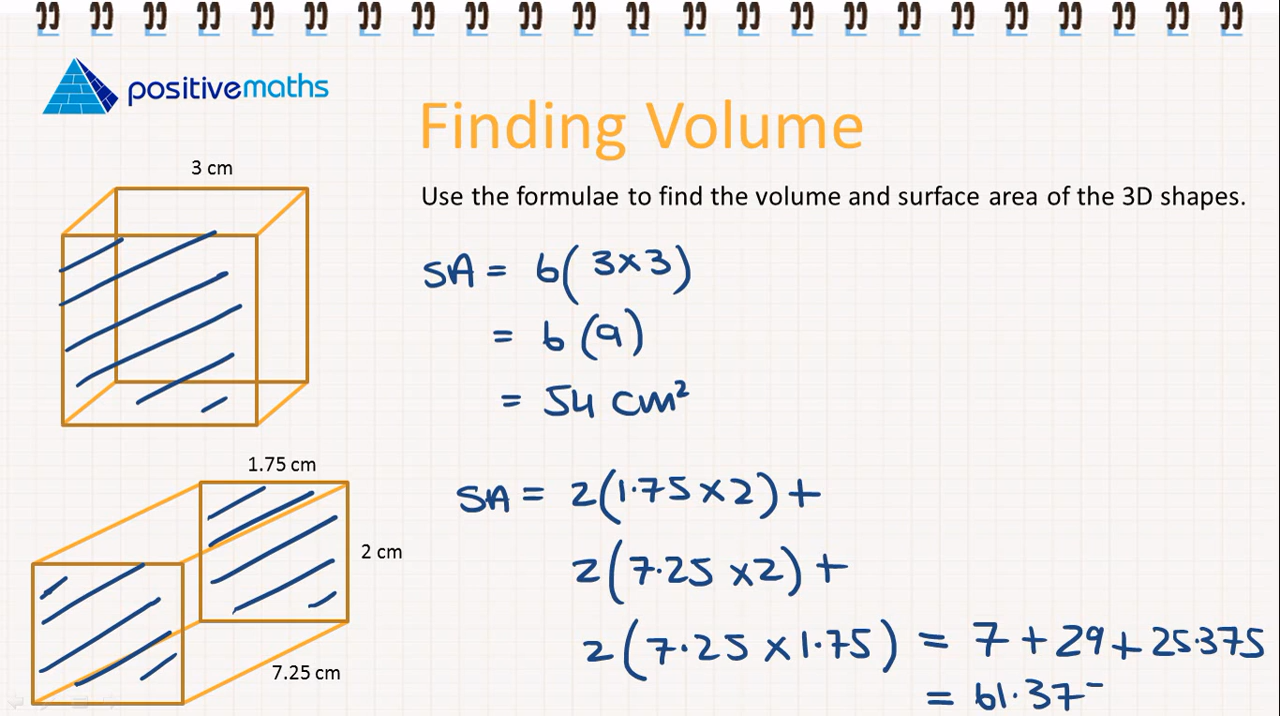 positivemaths
Finding Volume
3 cm
Use the formulae to find the volume and surface area of the 3D shapes.
SA = 6(3×3)
= 6(9)
= 54 cm²
1.75 cm
2 cm
7.25 cm
SA = 2(1.75×2)+
2(7.25×2)+
2(7.25×1.75) = 7+29+25.375
= 61.37